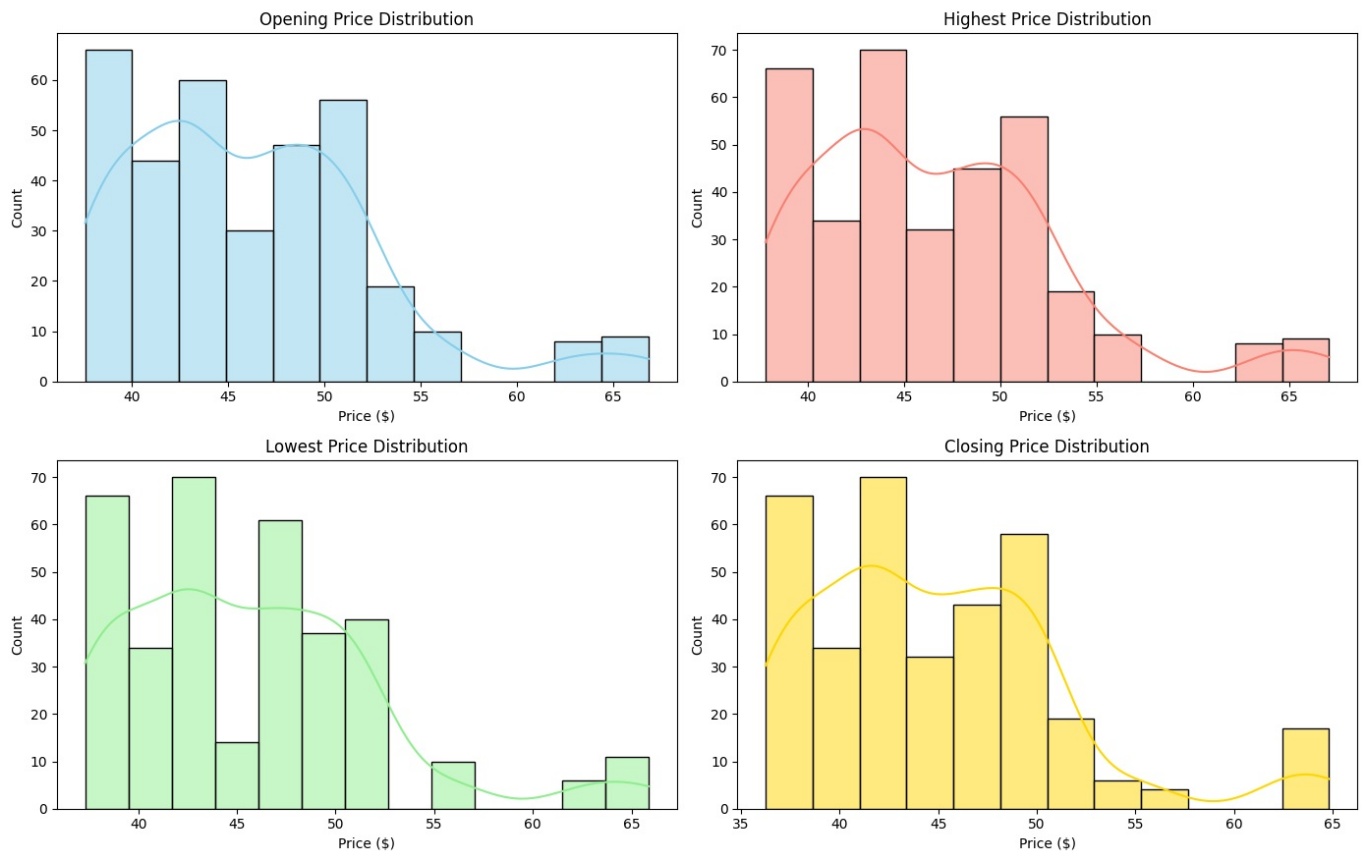 Opening Price Distribution
Count
60
50
40
30
20
10
0
40 45 50 55 60 65
Price ($)
Highest Price Distribution
Count
70
60
50
40
30
20
10
0
40 45 50 55 60 65
Price ($)
Lowest Price Distribution
Count
70
60
50
40
30
20
10
0
40 45 50 55 60 65
Price ($)
Closing Price Distribution
Count
70
60
50
40
30
20
10
0
35 40 45 50 55 60 65
Price ($)